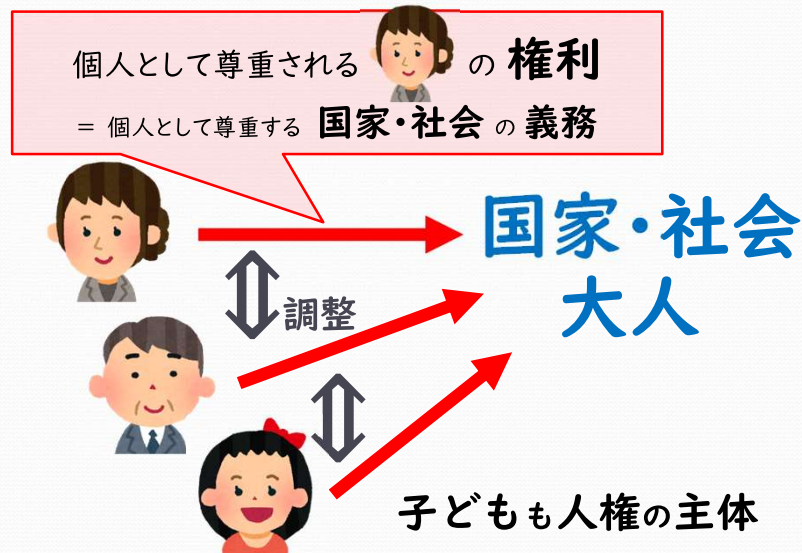 個人として尊重される の 権利
＝ 個人として尊重する 国家・社会 の 義務
国家・社会
大人
調整
子どもも人権の主体